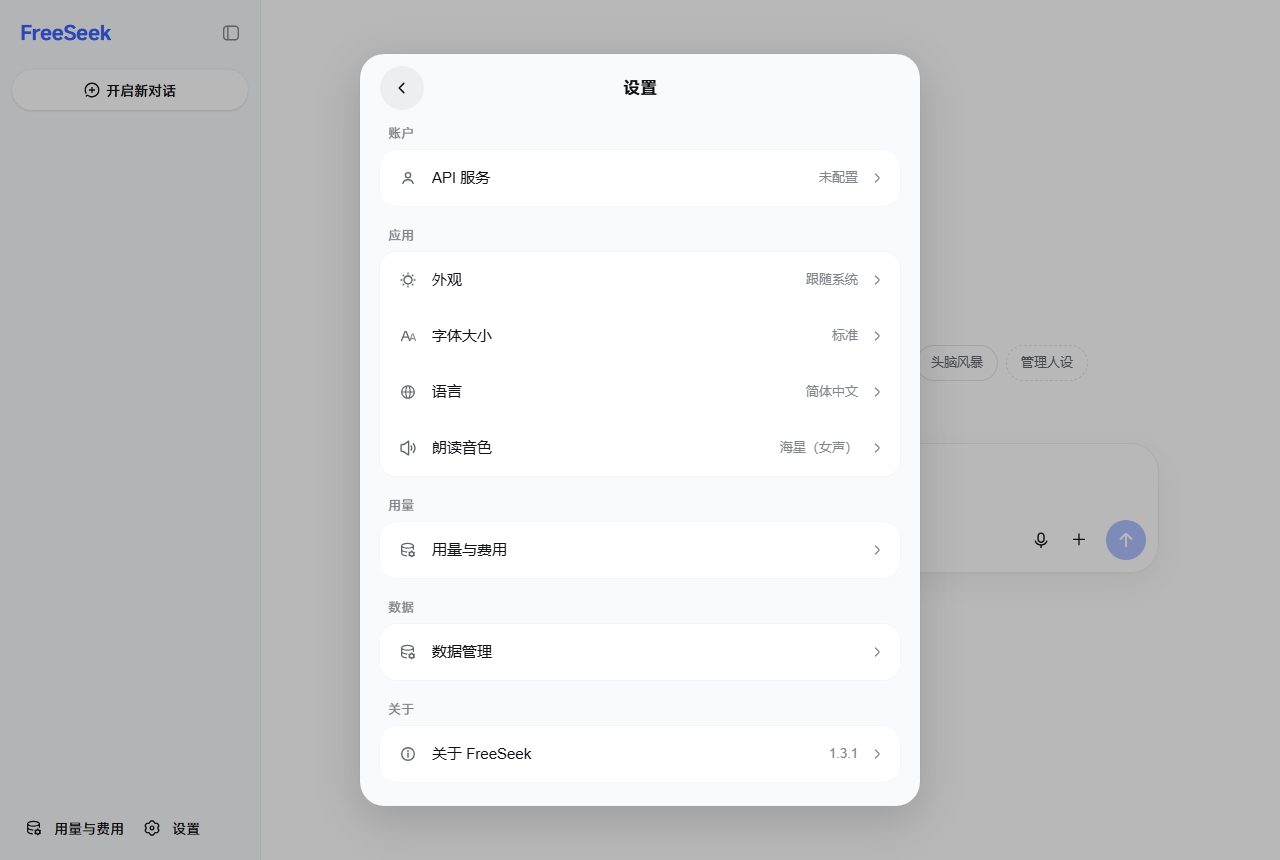 FreeSeek
开启新对话
设置
账户
API 服务
未配置
应用
外观
跟随系统
字体大小
标准
语言
简体中文
朗读音色
海星（女声）
用量
用量与费用
数据
数据管理
关于
关于 FreeSeek
1.3.1
头脑风暴
管理人设
用量与费用
设置